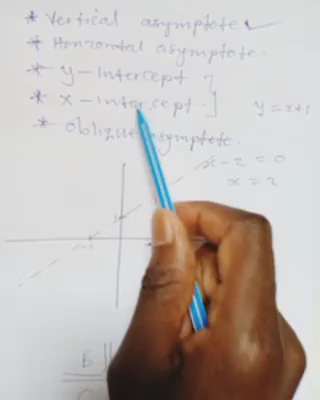 * Vertical asymptote ✓
* Horizontal asymptote.
* y-Intercept
* x-Intercept.] y = x+1
* Oblique asymptote.
x-2=0
x=2
B